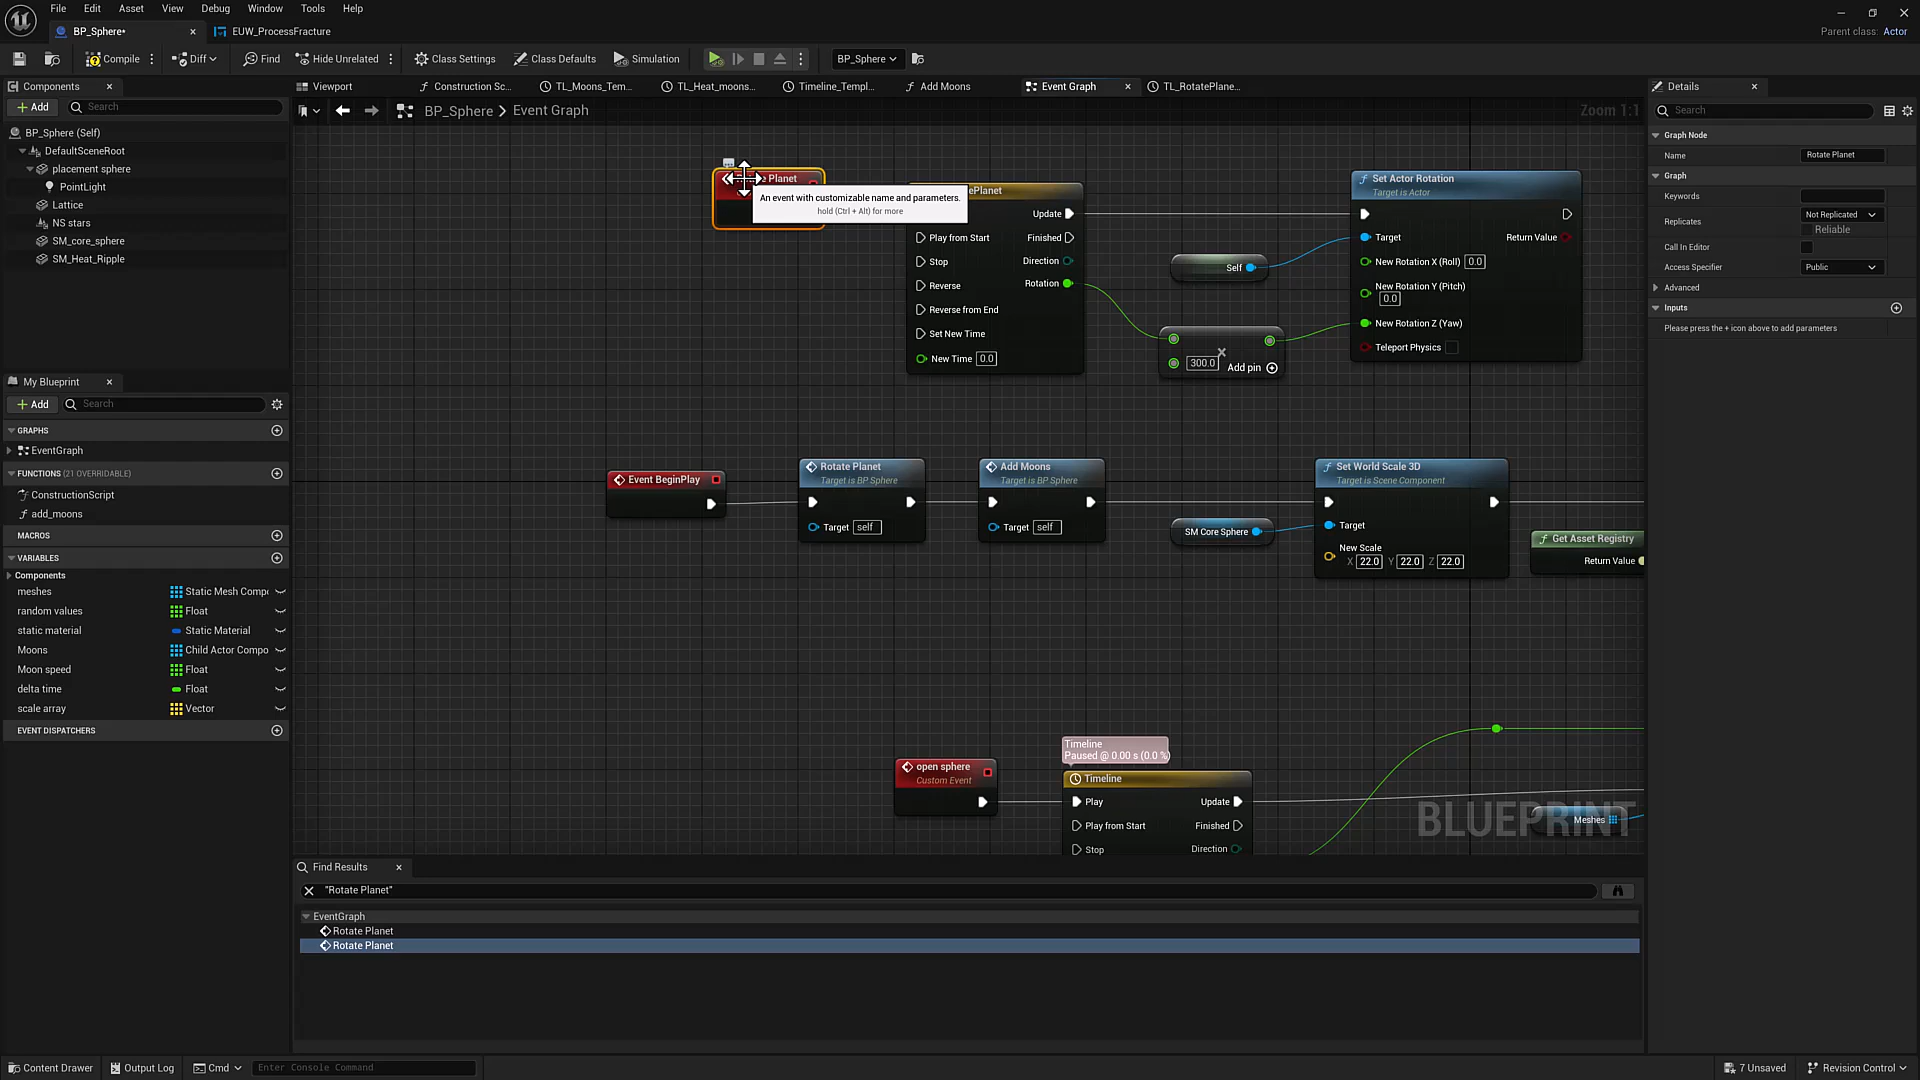 File Edit Asset View Debug Window Tools Help
BP_Sphere•
EUW_ProcessFracture
Parent class: Actor
Compile
Diff
Find
Hide Unrelated
Class Settings
Class Defaults
Simulation
BP_Sphere
Components
Viewport
Construction Sc...
TL_Moons_Tem...
TL_Heat_moons...
Timeline_Templ...
Add Moons
Event Graph
TL_RotatePlane...
Details
Add
Search
BP_Sphere > Event Graph
Zoom 1:1
Search
BP_Sphere (Self)
DefaultSceneRoot
placement sphere
PointLight
Lattice
NS stars
SM_core_sphere
SM_Heat_Ripple
Graph Node
Name Rotate Planet
Graph
Keywords
Replicates Not Replicated
Reliable
Call In Editor
Access Specifier Public
Advanced
Inputs
Please press the + icon above to add parameters
Planet
An event with customizable name and parameters.
hold (Ctrl + Alt) for more
ePlanet
Update
Play from Start Finished
Stop Direction
Reverse Rotation
Reverse from End
Set New Time
New Time 0.0
Self
300.0
Add pin
Set Actor Rotation
Target is Actor
Target Return Value
New Rotation X (Roll) 0.0
New Rotation Y (Pitch)
0.0
New Rotation Z (Yaw)
Teleport Physics
My Blueprint
Add
Search
GRAPHS
EventGraph
FUNCTIONS (21 OVERRIDABLE)
ConstructionScript
add_moons
MACROS
VARIABLES
Components
meshes Static Mesh Compo
random values Float
static material Static Material
Moons Child Actor Compo
Moon speed Float
delta time Float
scale array Vector
EVENT DISPATCHERS
Event BeginPlay
Rotate Planet
Target is BP Sphere
Target self
Add Moons
Target is BP Sphere
Target self
SM Core Sphere
Set World Scale 3D
Target is Scene Component
Target
New Scale
X 22.0 Y 22.0 Z 22.0
Get Asset Registry
Return Value
open sphere
Custom Event
Timeline
Paused @ 0.00 s (0.0 %)
Timeline
Play Update
Play from Start Finished
Stop Direction
Meshes
BLUEPRINT
Find Results
"Rotate Planet"
EventGraph
Rotate Planet
Rotate Planet
Content Drawer
Output Log
Cmd
Enter Console Command
7 Unsaved
Revision Control